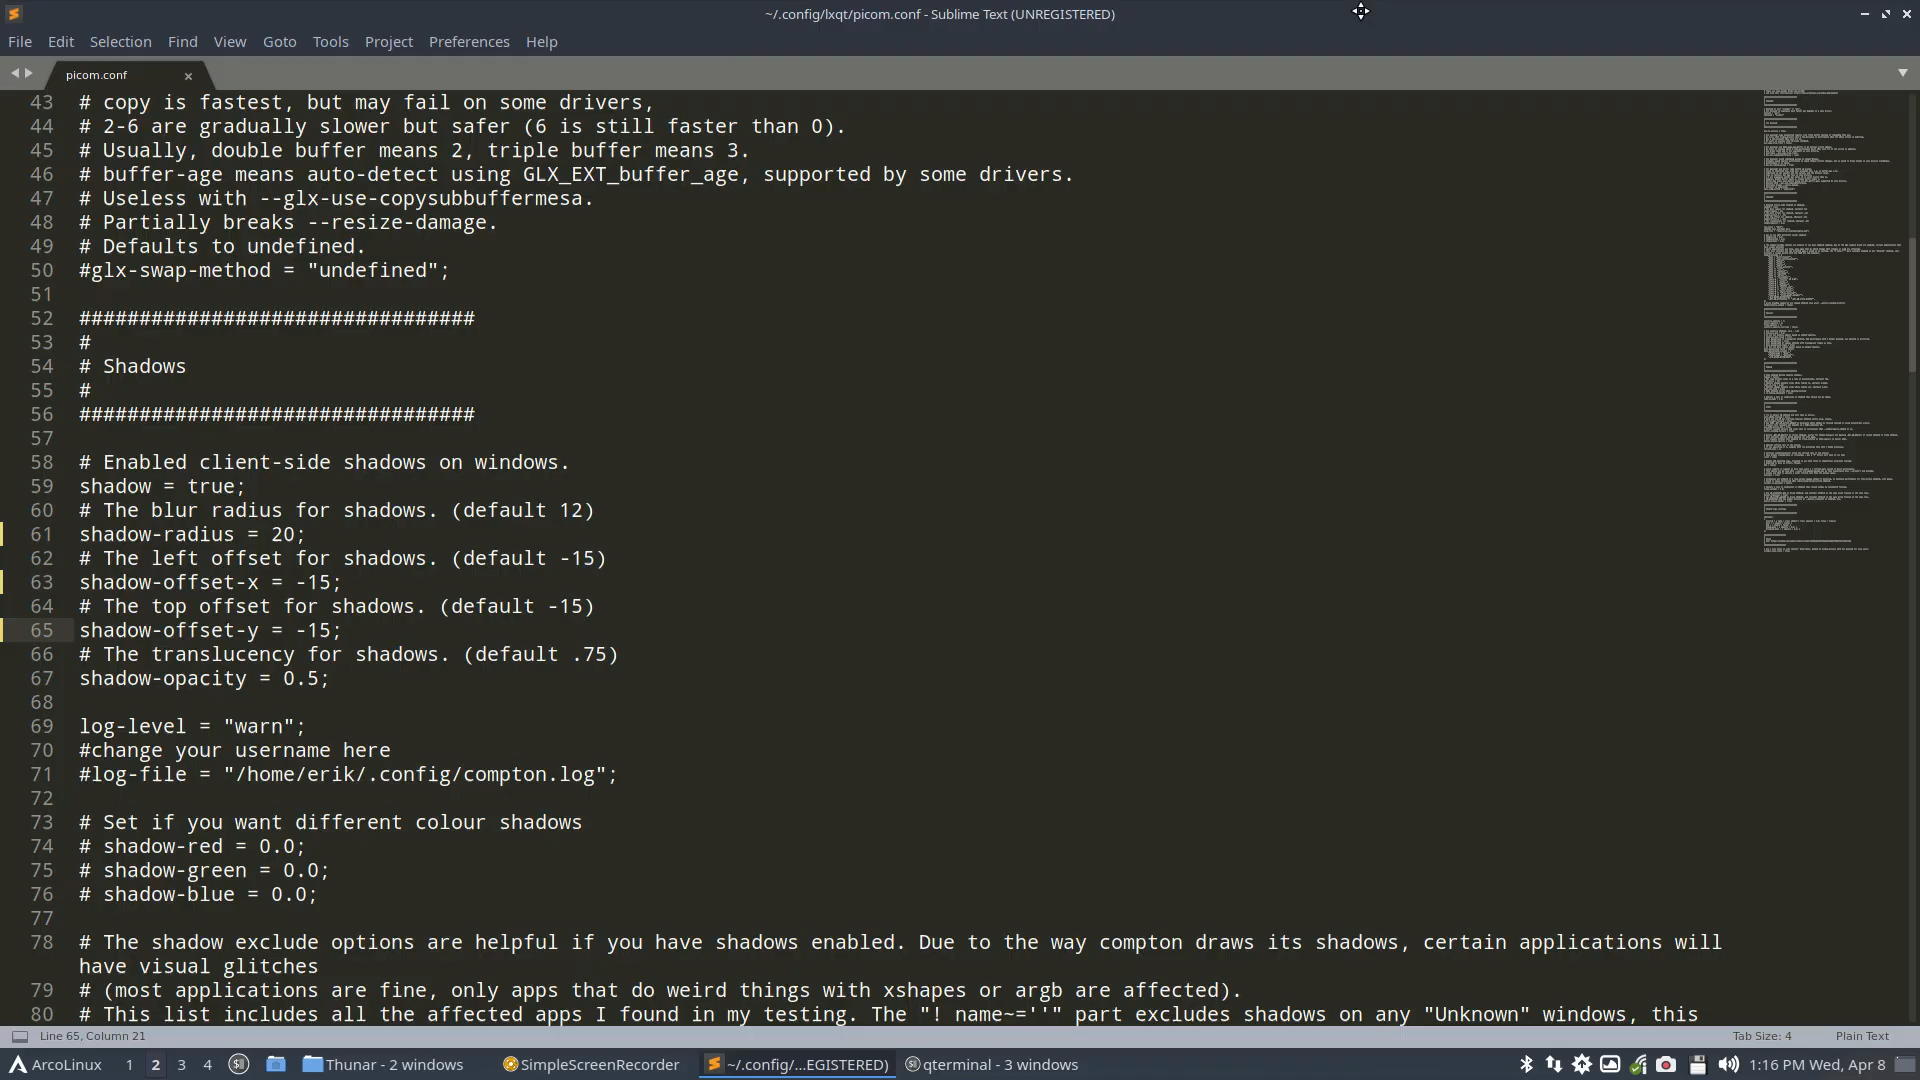 ~/.config/lxqt/picom.conf - Sublime Text (UNREGISTERED)
File Edit Selection Find View Goto Tools Project Preferences Help
picom.conf
43 # copy is fastest, but may fail on some drivers,
44 # 2-6 are gradually slower but safer (6 is still faster than 0).
45 # Usually, double buffer means 2, triple buffer means 3.
46 # buffer-age means auto-detect using GLX_EXT_buffer_age, supported by some drivers.
47 # Useless with --glx-use-copysubbuffermesa.
48 # Partially breaks --resize-damage.
49 # Defaults to undefined.
50 #glx-swap-method = "undefined";
51
52 #################################
53 #
54 # Shadows
55 #
56 #################################
57
58 # Enabled client-side shadows on windows.
59 shadow = true;
60 # The blur radius for shadows. (default 12)
61 shadow-radius = 20;
62 # The left offset for shadows. (default -15)
63 shadow-offset-x = -15;
64 # The top offset for shadows. (default -15)
65 shadow-offset-y = -15;
66 # The translucency for shadows. (default .75)
67 shadow-opacity = 0.5;
68
69 log-level = "warn";
70 #change your username here
71 #log-file = "/home/erik/.config/compton.log";
72
73 # Set if you want different colour shadows
74 # shadow-red = 0.0;
75 # shadow-green = 0.0;
76 # shadow-blue = 0.0;
77
78 # The shadow exclude options are helpful if you have shadows enabled. Due to the way compton draws its shadows, certain applications will
have visual glitches
79 # (most applications are fine, only apps that do weird things with xshapes or argb are affected).
80 # This list includes all the affected apps I found in my testing. The "! name~=''" part excludes shadows on any "Unknown" windows, this
Line 65, Column 21 Tab Size: 4 Plain Text
ArcoLinux 1 2 3 4 Thunar - 2 windows SimpleScreenRecorder ~/.config/...EGISTERED) qterminal - 3 windows 1:16 PM Wed, Apr 8